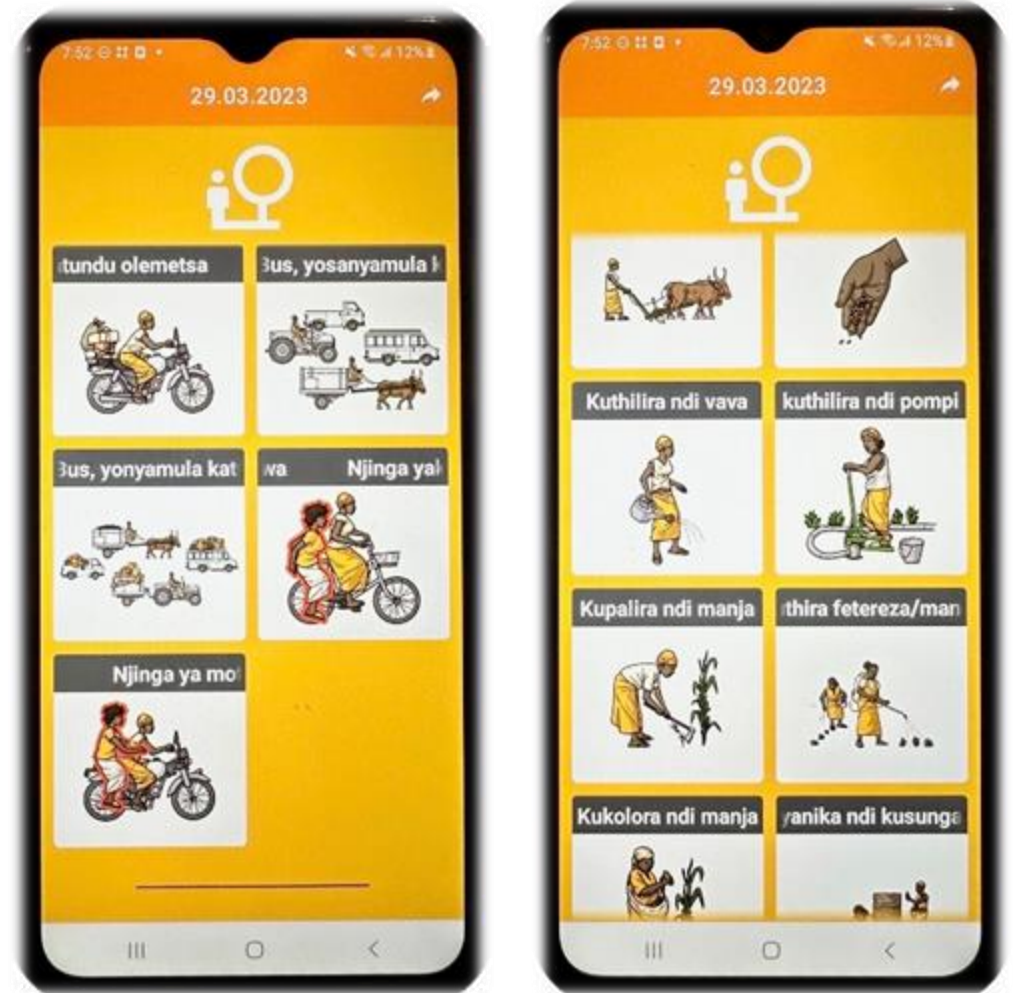 7:52
12%
29.03.2023
tundu olemetsa
Bus, yosanyamula k
Bus, yonyamula kat
wa Njinga yak
Njinga ya mot
7:52
12%
29.03.2023
Kuthilira ndi vava
kuthilira ndi pompi
Kupalira ndi manja
thira fetereza/man
Kukolora ndi manja
yanika ndi kusunga